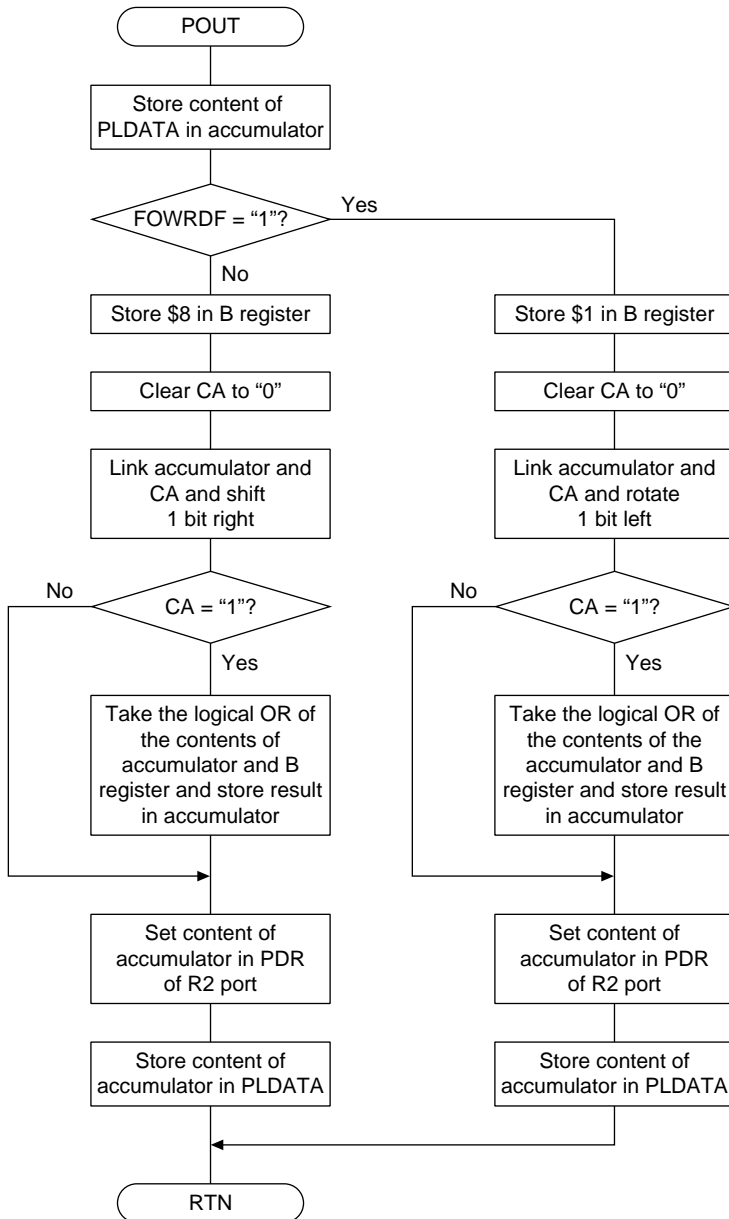 POUT
Store content of
PLDATA in accumulator
FOWRDF = “1”?
Yes
No
Store $8 in B register
Clear CA to “0”
Link accumulator and
CA and shift
1 bit right
No
CA = “1”?
Yes
Take the logical OR of
the contents of
accumulator and B
register and store result
in accumulator
Set content of
accumulator in PDR
of R2 port
Store content of
accumulator in PLDATA
Store $1 in B register
Clear CA to “0”
Link accumulator and
CA and rotate
1 bit left
No
CA = “1”?
Yes
Take the logical OR of
the contents of the
accumulator and B
register and store result
in accumulator
Set content of
accumulator in PDR
of R2 port
Store content of
accumulator in PLDATA
RTN